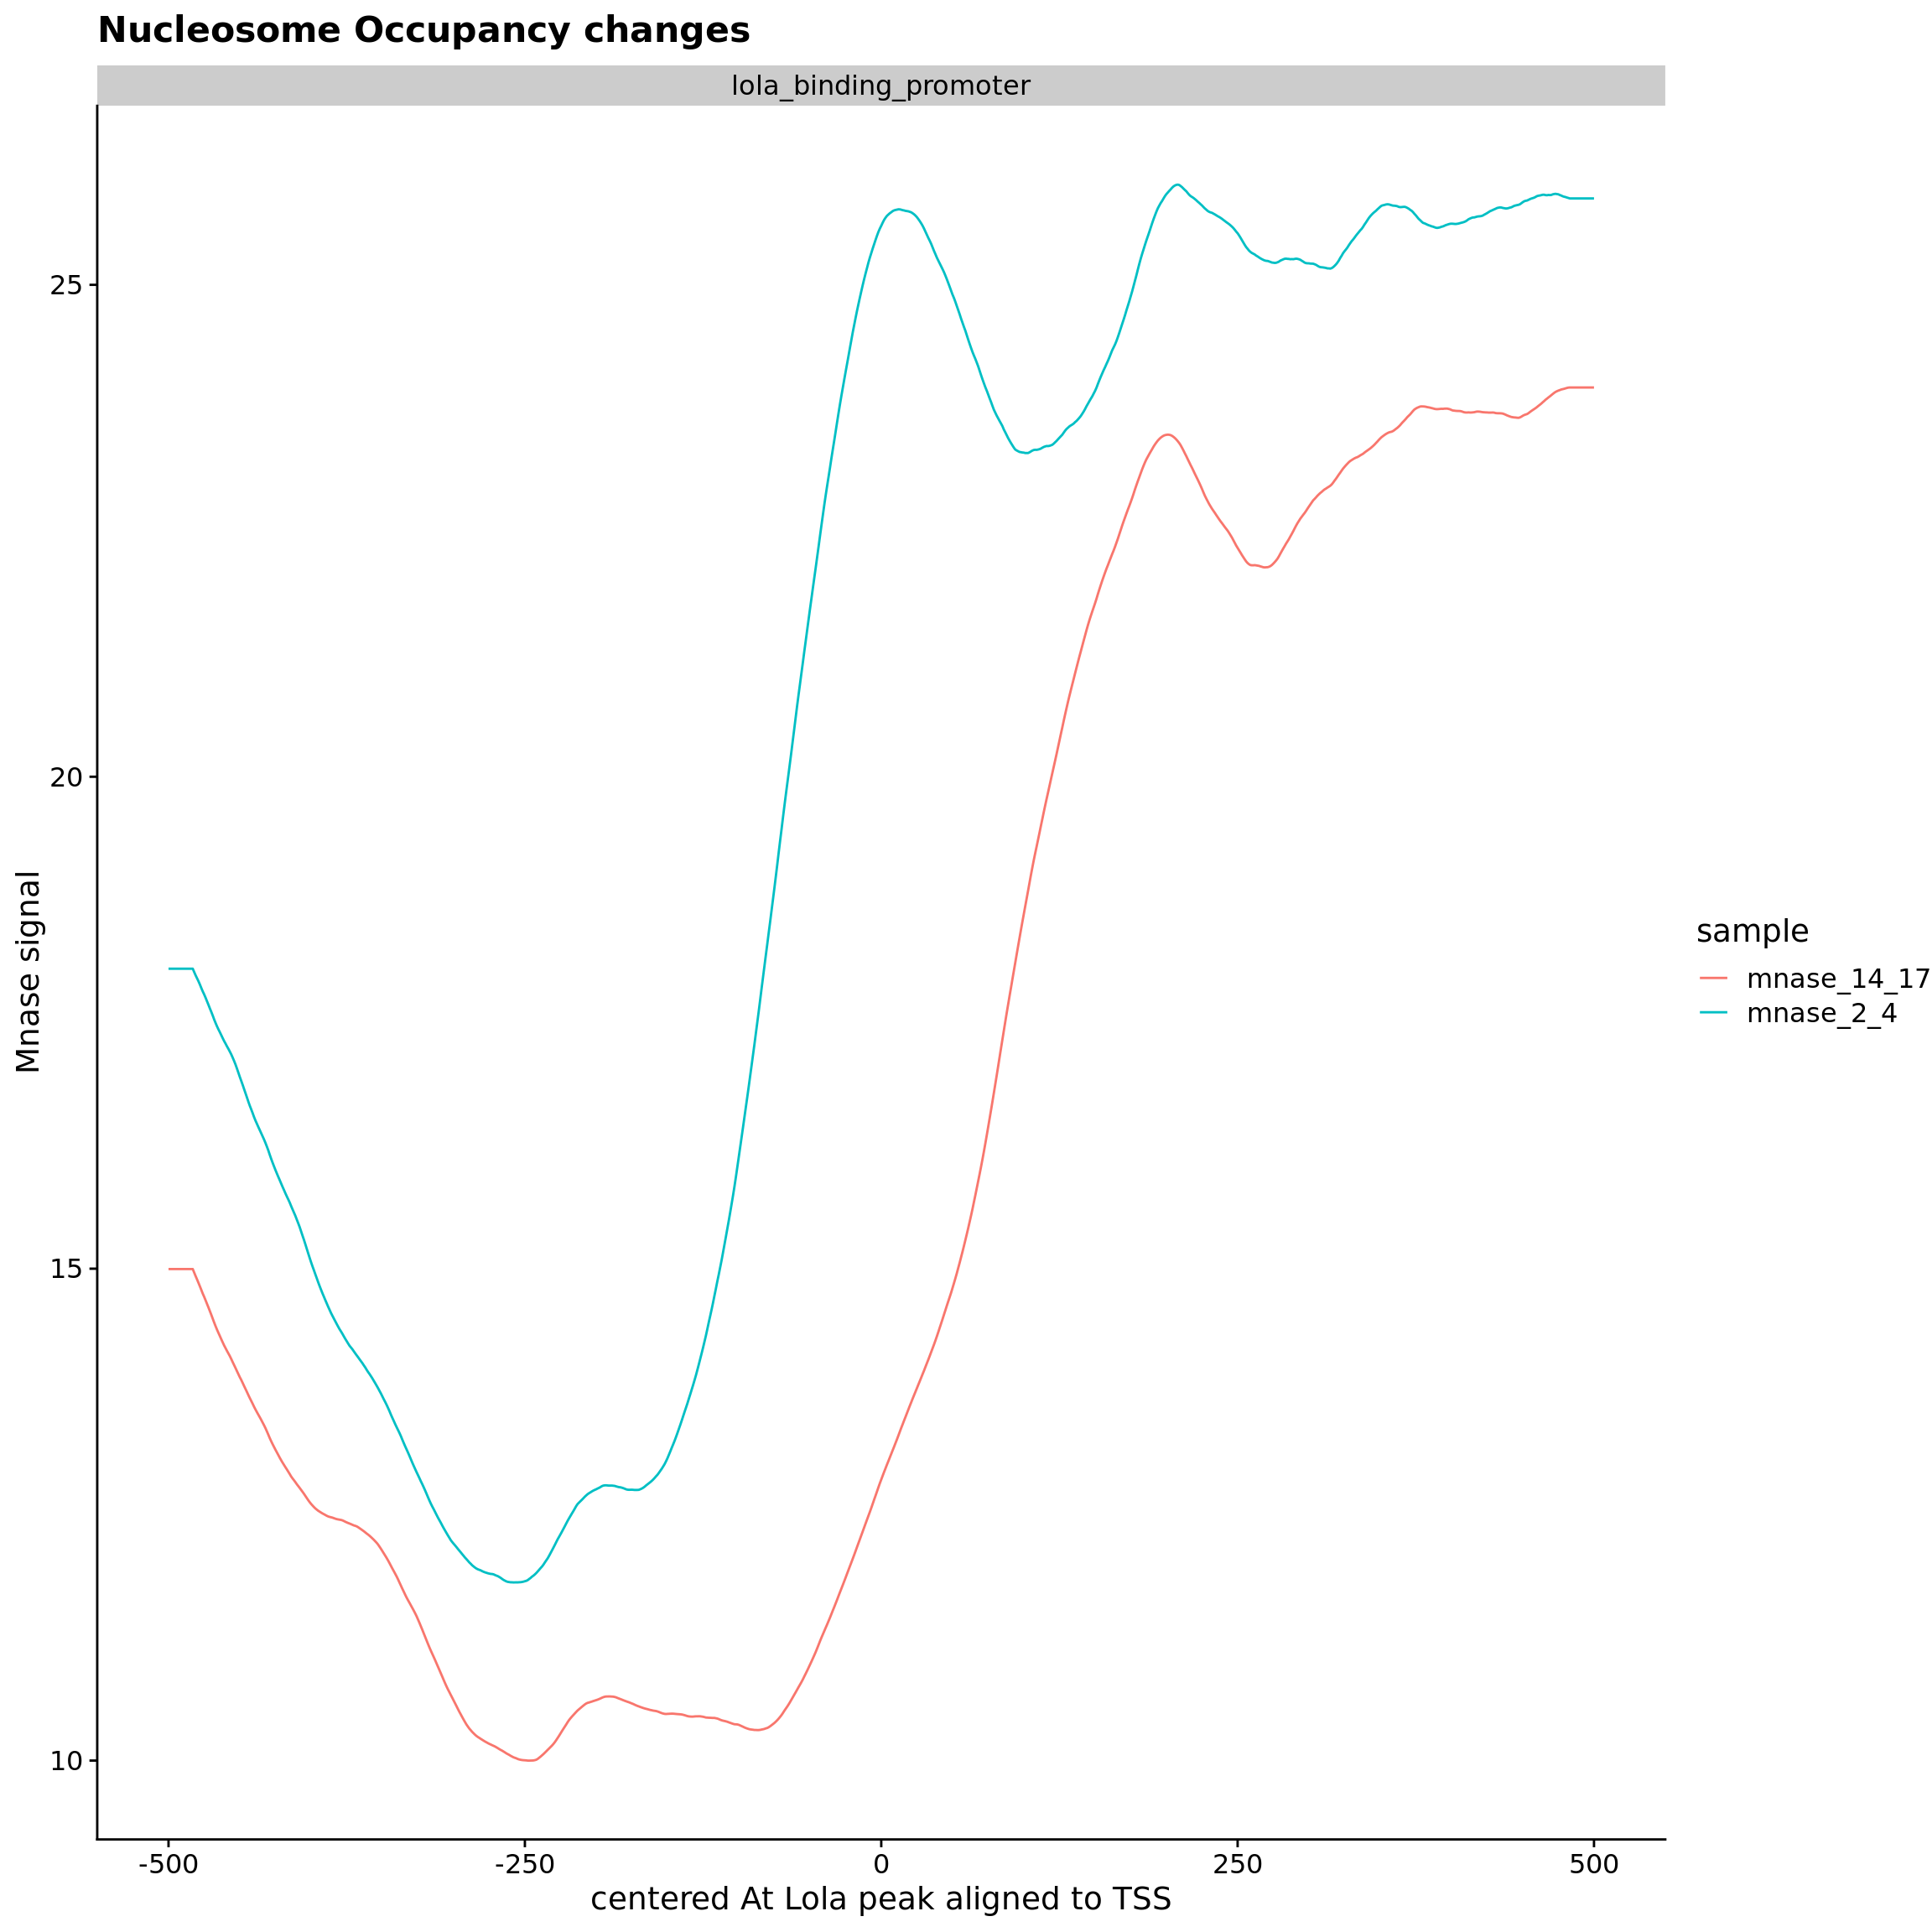 Nucleosome Occupancy changes
lola_binding_promoter
25
20
15
10
Mnase signal
-500
-250
0
250
500
centered At Lola peak aligned to TSS
sample
mnase_14_17
mnase_2_4